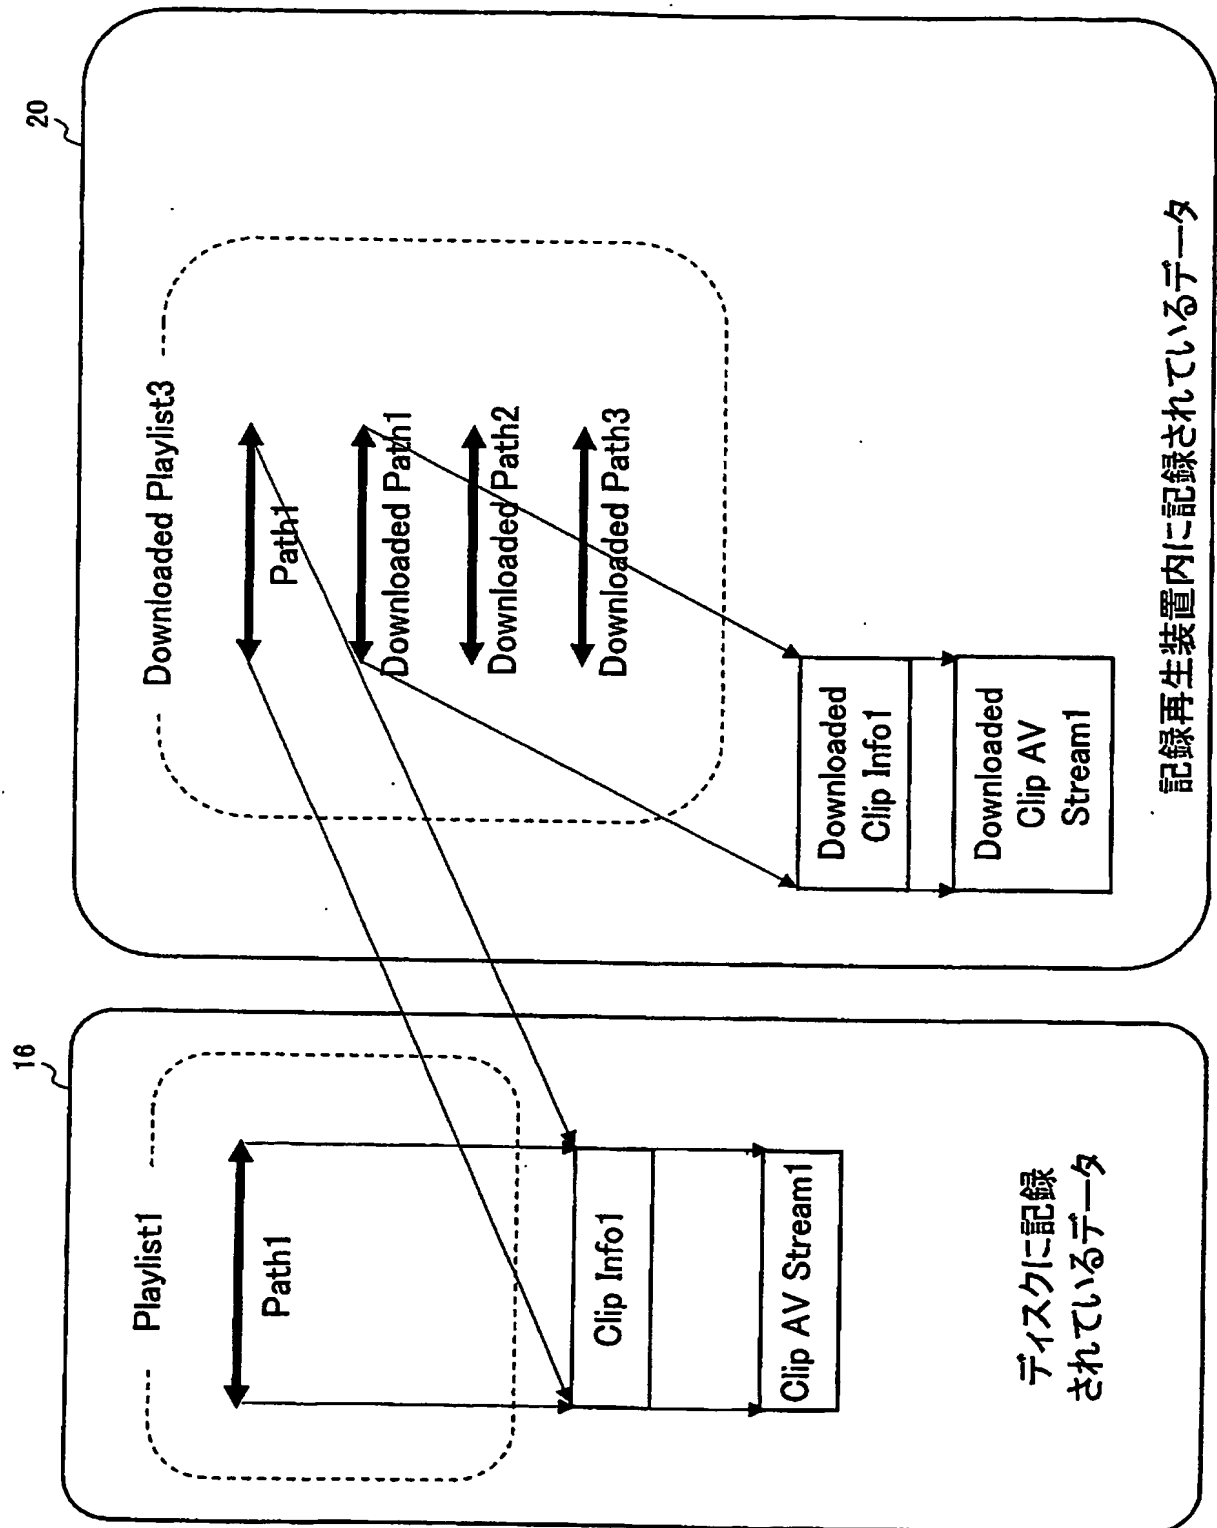 16
Playlist1
Path1
Clip Info1
Clip AV Stream1
ディスクに記録
されているデータ
20
Downloaded Playlist3
Path1
Downloaded Path1
Downloaded Path2
Downloaded Path3
Downloaded
Clip Info1
Downloaded
Clip AV
Stream1
記録再生装置内に記録されているデータ